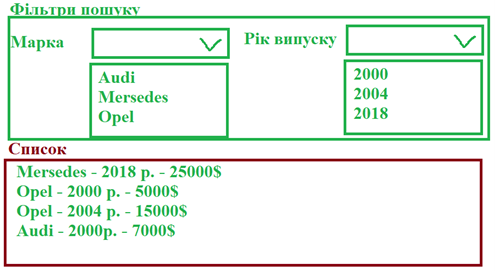 Фільтри пошуку
Марка
Рік випуску
Audi
Mersedes
Opel
2000
2004
2018
Список
Mersedes - 2018 р. - 25000$
Opel - 2000 р. - 5000$
Opel - 2004 р. - 15000$
Audi - 2000р. - 7000$